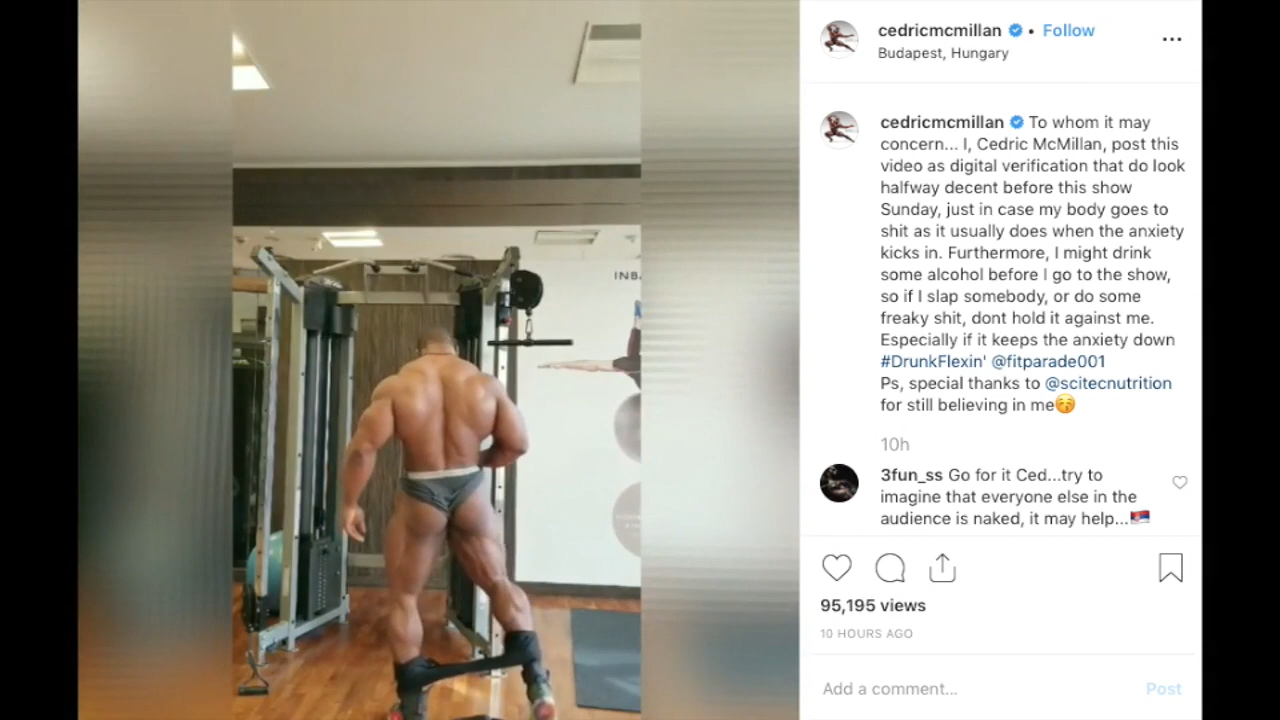 cedricmcmillan • Follow
Budapest, Hungary
cedricmcmillan To whom it may
concern... I, Cedric McMillan, post this
video as digital verification that do look
halfway decent before this show
Sunday, just in case my body goes to
shit as it usually does when the anxiety
kicks in. Furthermore, I might drink
some alcohol before I go to the show,
so if I slap somebody, or do some
freaky shit, dont hold it against me.
Especially if it keeps the anxiety down
#DrunkFlexin' @fitparade001
Ps, special thanks to @scitecnutrition
for still believing in me😚
10h
3fun_ss Go for it Ced...try to
imagine that everyone else in the
audience is naked, it may help...🇷🇸
95,195 views
10 HOURS AGO
Add a comment... Post
INBA